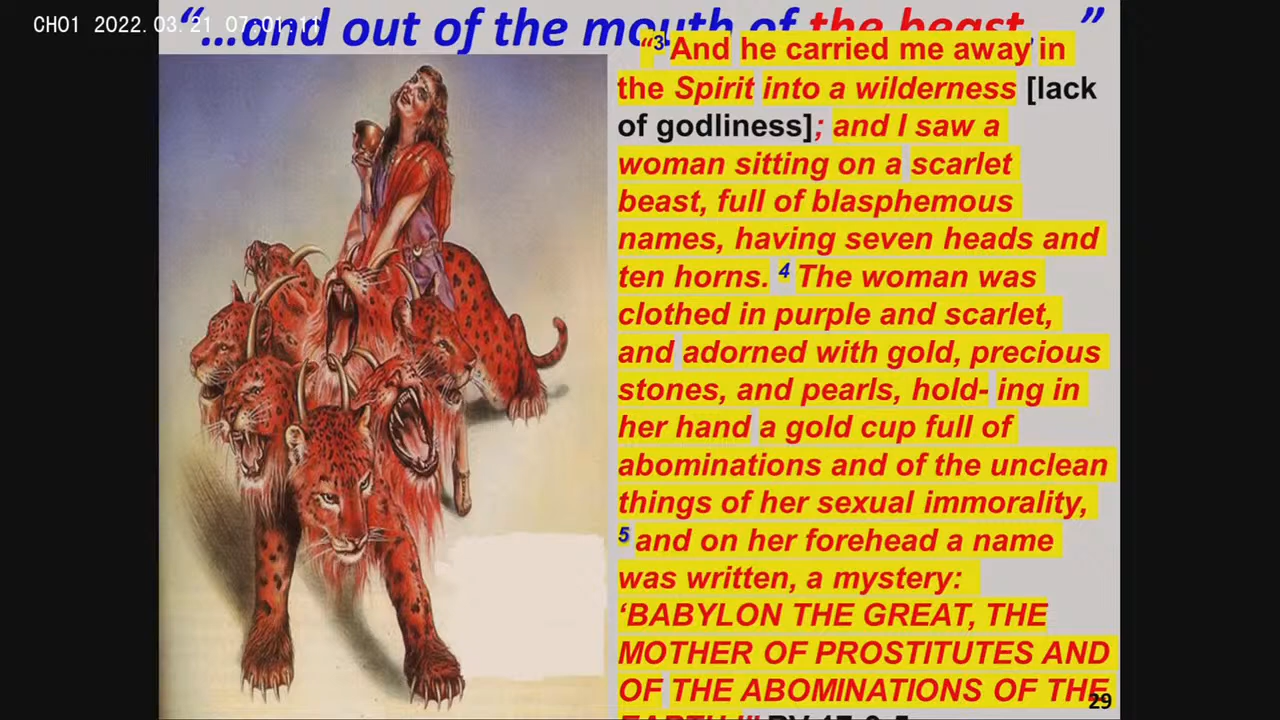 CH01 2022.03.21 07:01:11
“...and out of the mouth of the beast...”
“3 And he carried me away in
the Spirit into a wilderness [lack
of godliness]; and I saw a
woman sitting on a scarlet
beast, full of blasphemous
names, having seven heads and
ten horns. 4 The woman was
clothed in purple and scarlet,
and adorned with gold, precious
stones, and pearls, hold- ing in
her hand a gold cup full of
abominations and of the unclean
things of her sexual immorality,
5 and on her forehead a name
was written, a mystery:
‘BABYLON THE GREAT, THE
MOTHER OF PROSTITUTES AND
OF THE ABOMINATIONS OF THE
29